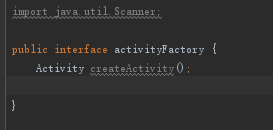 import java.util.Scanner;
public interface activityFactory {
Activity createActivity();
}